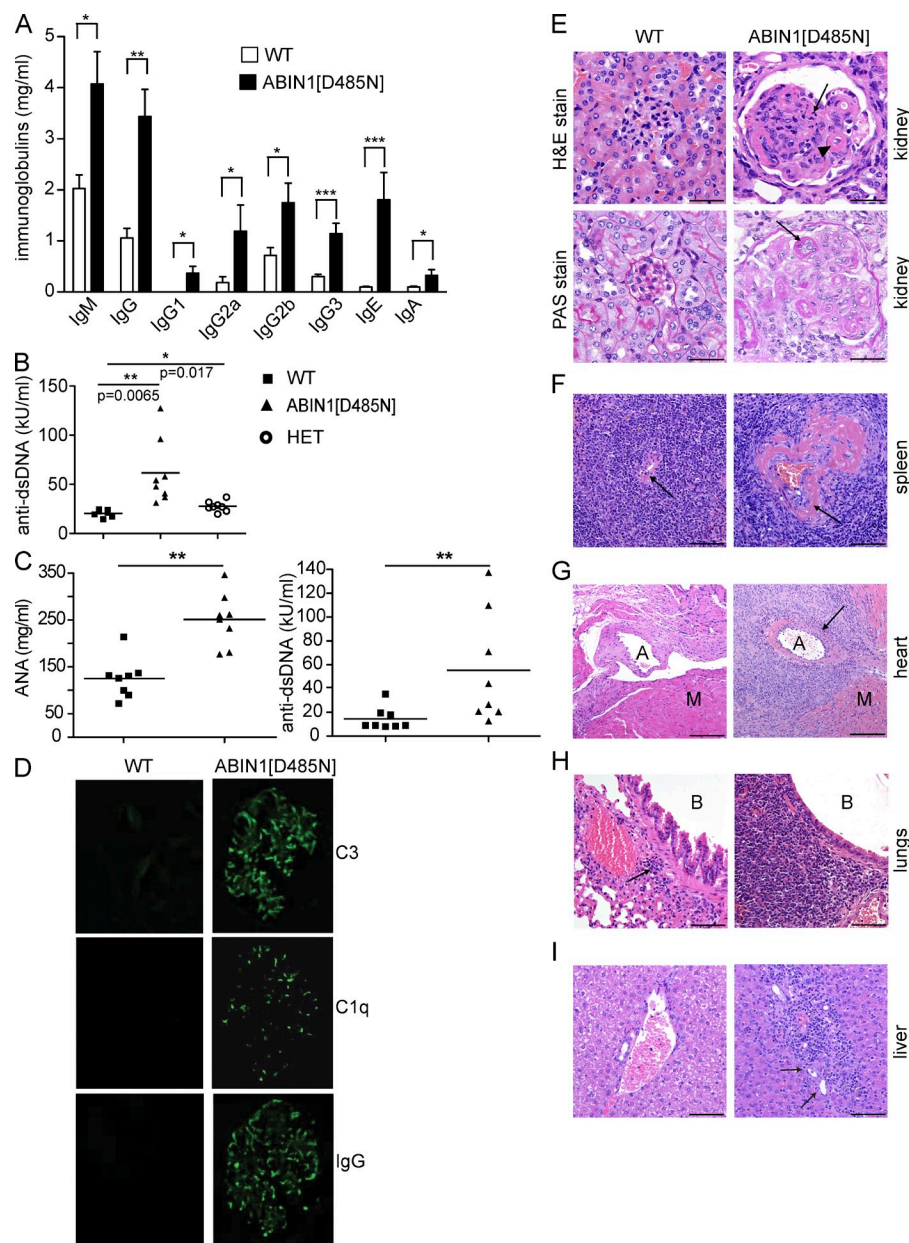 A
immunoglobulins (mg/ml)
5
4
3
2
1
0
* ** * * * *** *** *
WT
ABIN1[D485N]
IgM IgG IgG1 IgG2a IgG2b IgG3 IgE IgA
B
anti-dsDNA (kU/ml)
150
100
50
0
*
** p=0.017
p=0.0065
WT
ABIN1[D485N]
HET
C
ANA (mg/ml)
350
250
150
50
0
**
anti-dsDNA (kU/ml)
140
120
100
80
60
40
20
0
**
D
WT ABIN1[D485N]
C3
C1q
IgG
E
WT ABIN1[D485N]
H&E stain
kidney
PAS stain
kidney
F
spleen
G
A A
M M
heart
H
B B
lungs
I
liver